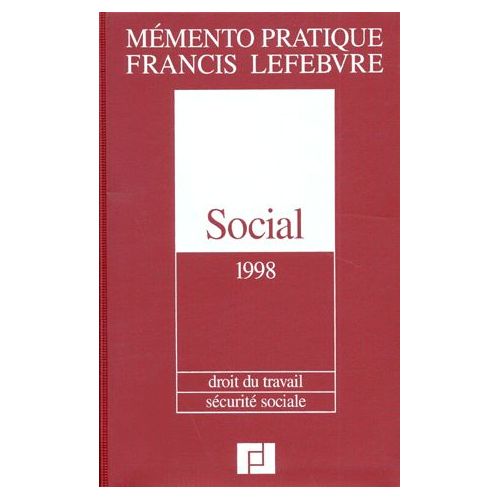 MÉMENTO PRATIQUE
FRANCIS LEFEBVRE
Social
1998
droit du travail
sécurité sociale